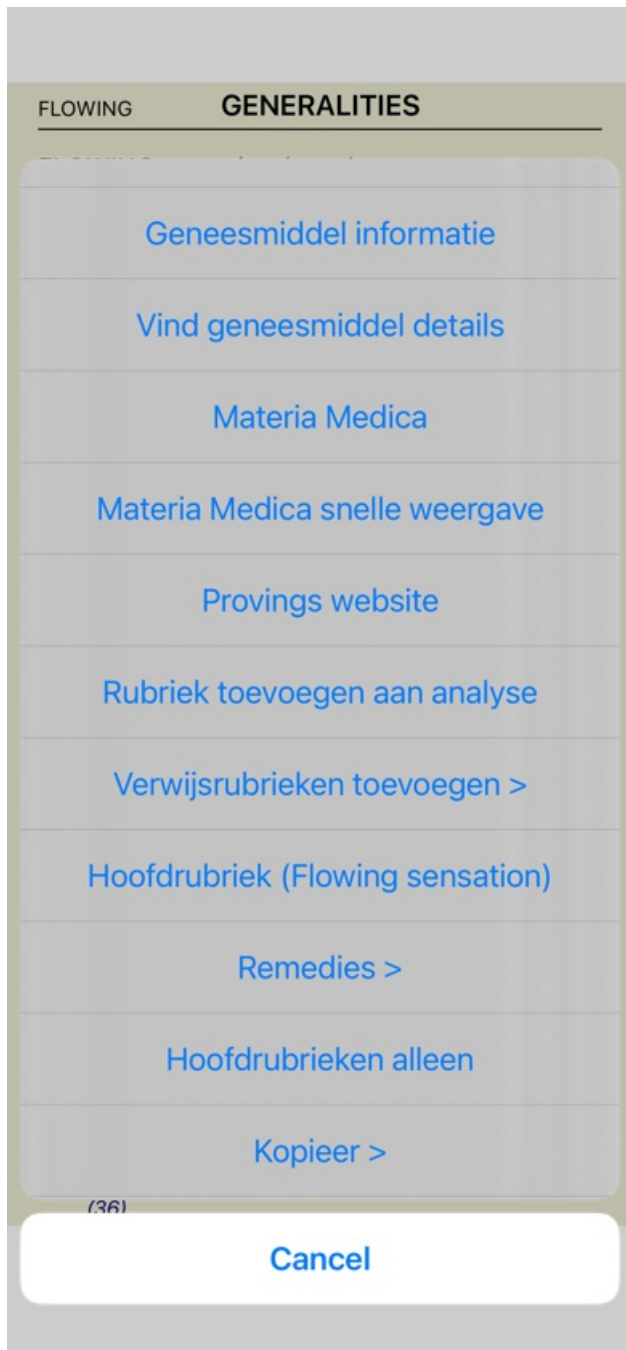 FLOWING GENERALITIES
Geneesmiddel informatie
Vind geneesmiddel details
Materia Medica
Materia Medica snelle weergave
Provings website
Rubriek toevoegen aan analyse
Verwijsrubrieken toevoegen >
Hoofdrubriek (Flowing sensation)
Remedies >
Hoofdrubrieken alleen
Kopieer >
(36)
Cancel